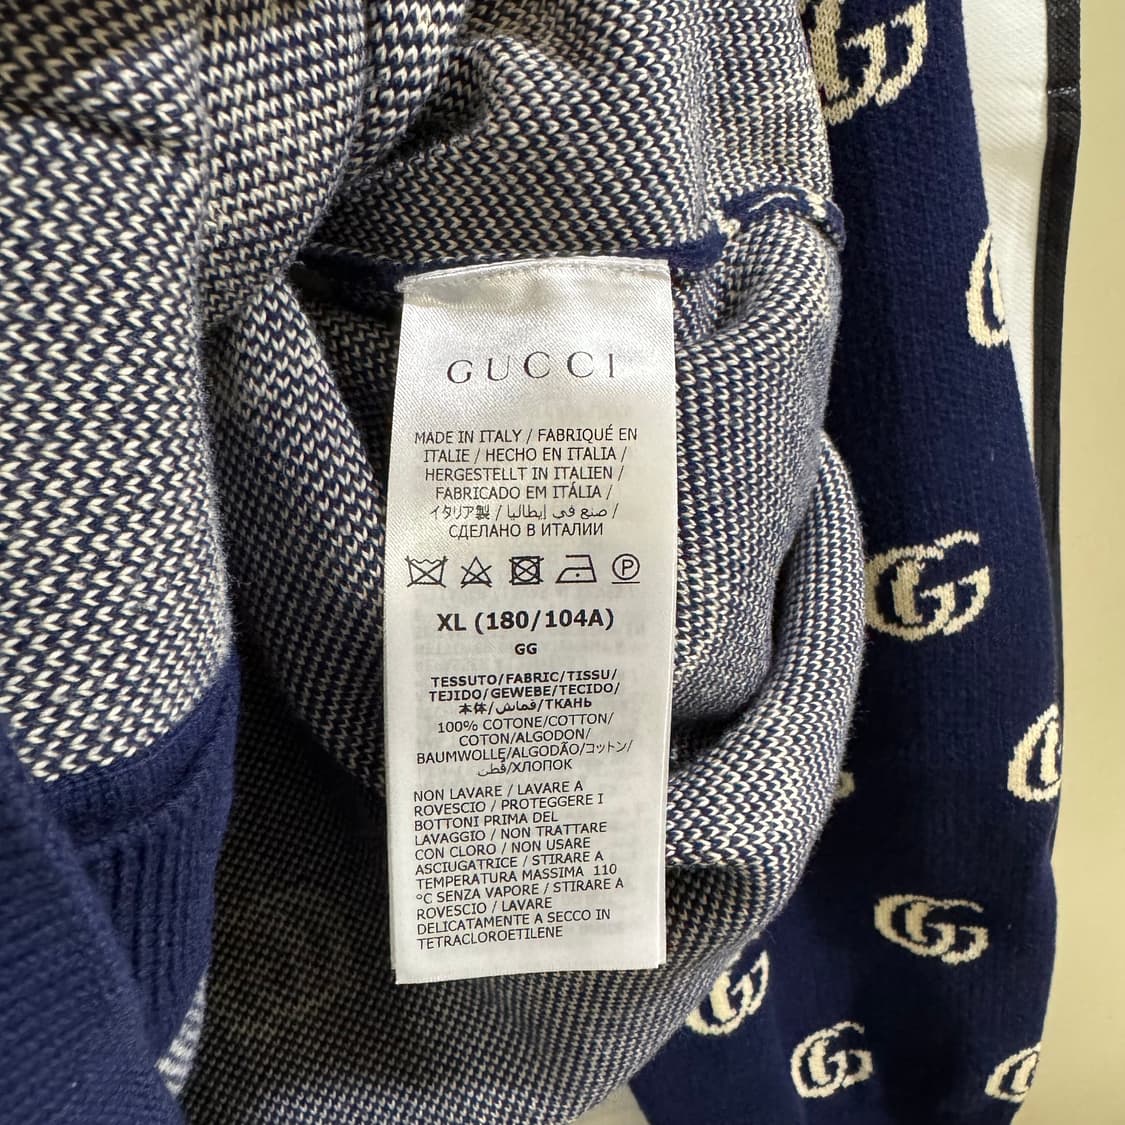 GUCCI
MADE IN ITALY / FABRIQUÉ EN
ITALIE / HECHO EN ITALIA /
HERGESTELLT IN ITALIEN /
FABRICADO EM ITÁLIA /
イタリア製 / صنع في إيطاليا /
СДЕЛАНО В ИТАЛИИ
P
XL (180/104A)
GG
TESSUTO/FABRIC/TISSU/
TEJIDO/GEWEBE/TECIDO/
本体/قماش/ТКАНЬ
100% COTONE/COTTON/
COTON/ALGODON/
BAUMWOLLE/ALGODÃO/コットン/
قطن/ХЛОПОК
NON LAVARE / LAVARE A
ROVESCIO / PROTEGGERE I
BOTTONI PRIMA DEL
LAVAGGIO / NON TRATTARE
CON CLORO / NON USARE
ASCIUGATRICE / STIRARE A
TEMPERATURA MASSIMA 110
°C SENZA VAPORE / STIRARE A
ROVESCIO / LAVARE
DELICATAMENTE A SECCO IN
TETRACLOROETILENE